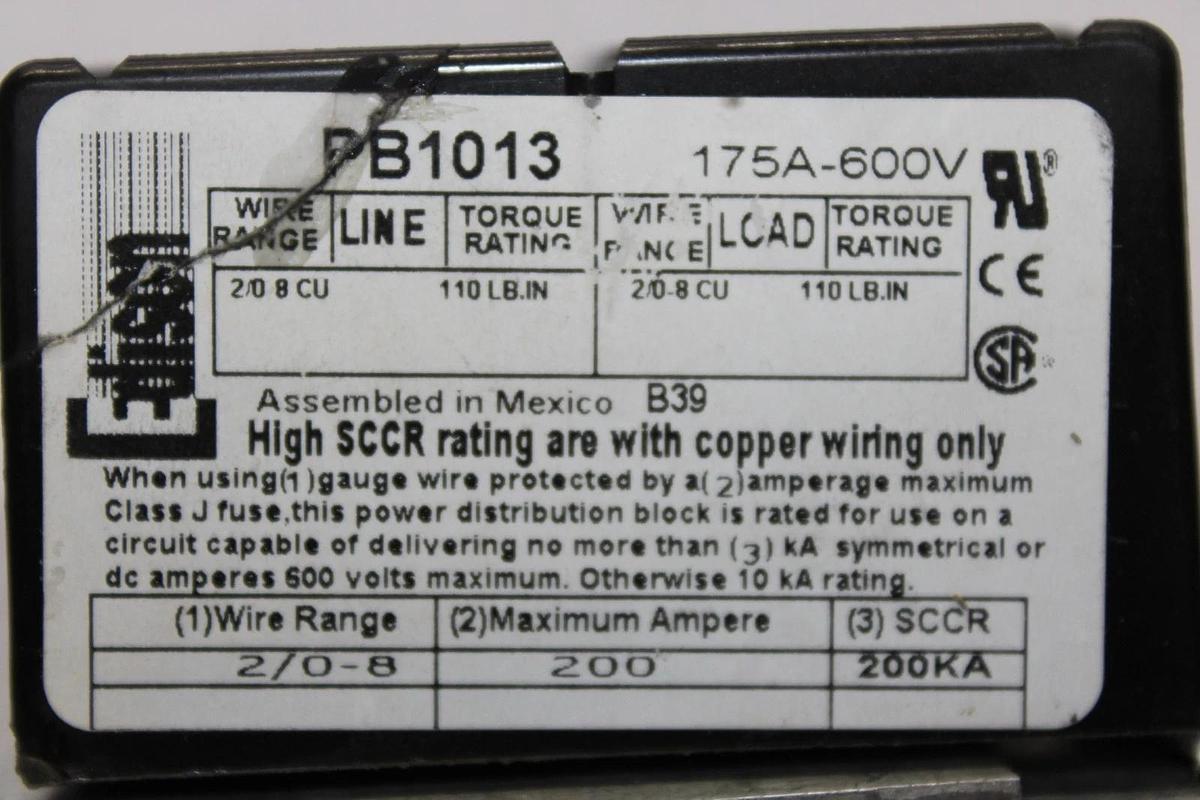 PB1013 175A-600V
WIRE RANGE LINE TORQUE RATING WIRE RANGE LOAD TORQUE RATING
2/0 8 CU 110 LB.IN 2/0-8 CU 110 LB.IN
CE
SA
Assembled in Mexico B39
High SCCR rating are with copper wiring only
When using(1)gauge wire protected by a(2)amperage maximum
Class J fuse,this power distribution block is rated for use on a
circuit capable of delivering no more than (3) kA symmetrical or
dc amperes 600 volts maximum. Otherwise 10 kA rating.
(1)Wire Range (2)Maximum Ampere (3) SCCR
2/0-8 200 200KA